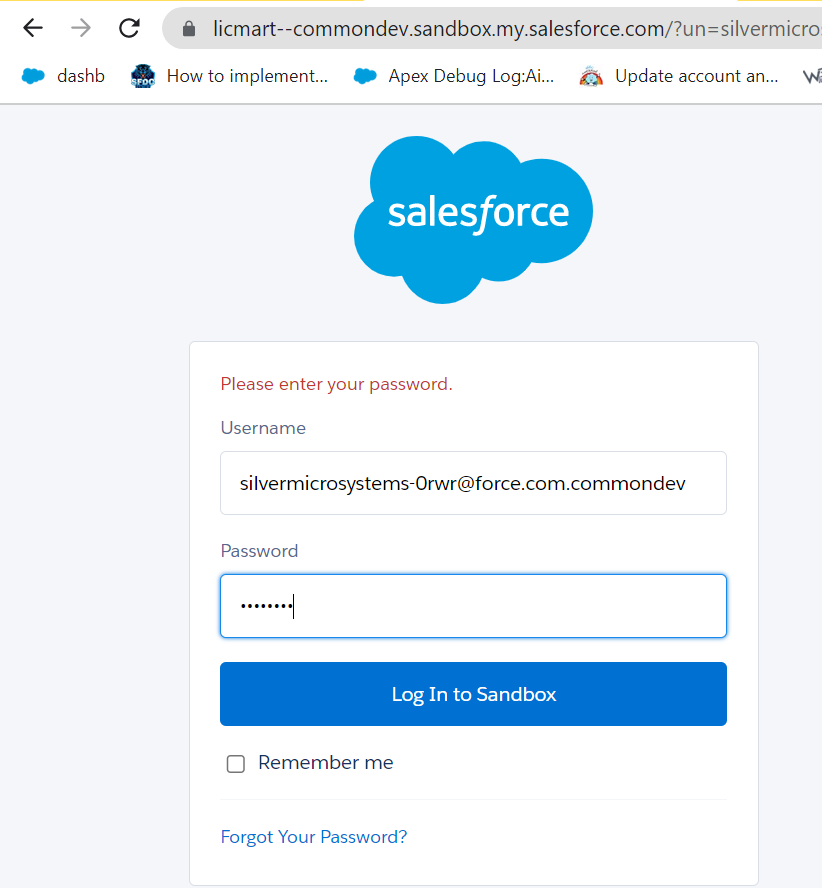 licmart--commondev.sandbox.my.salesforce.com/?un=silvermicros
dashb SFDC How to implement... Apex Debug Log:Ai... Update account an...
salesforce
Please enter your password.
Username
silvermicrosystems-0rwr@force.com.commondev
Password
••••••••
Log In to Sandbox
Remember me
Forgot Your Password?